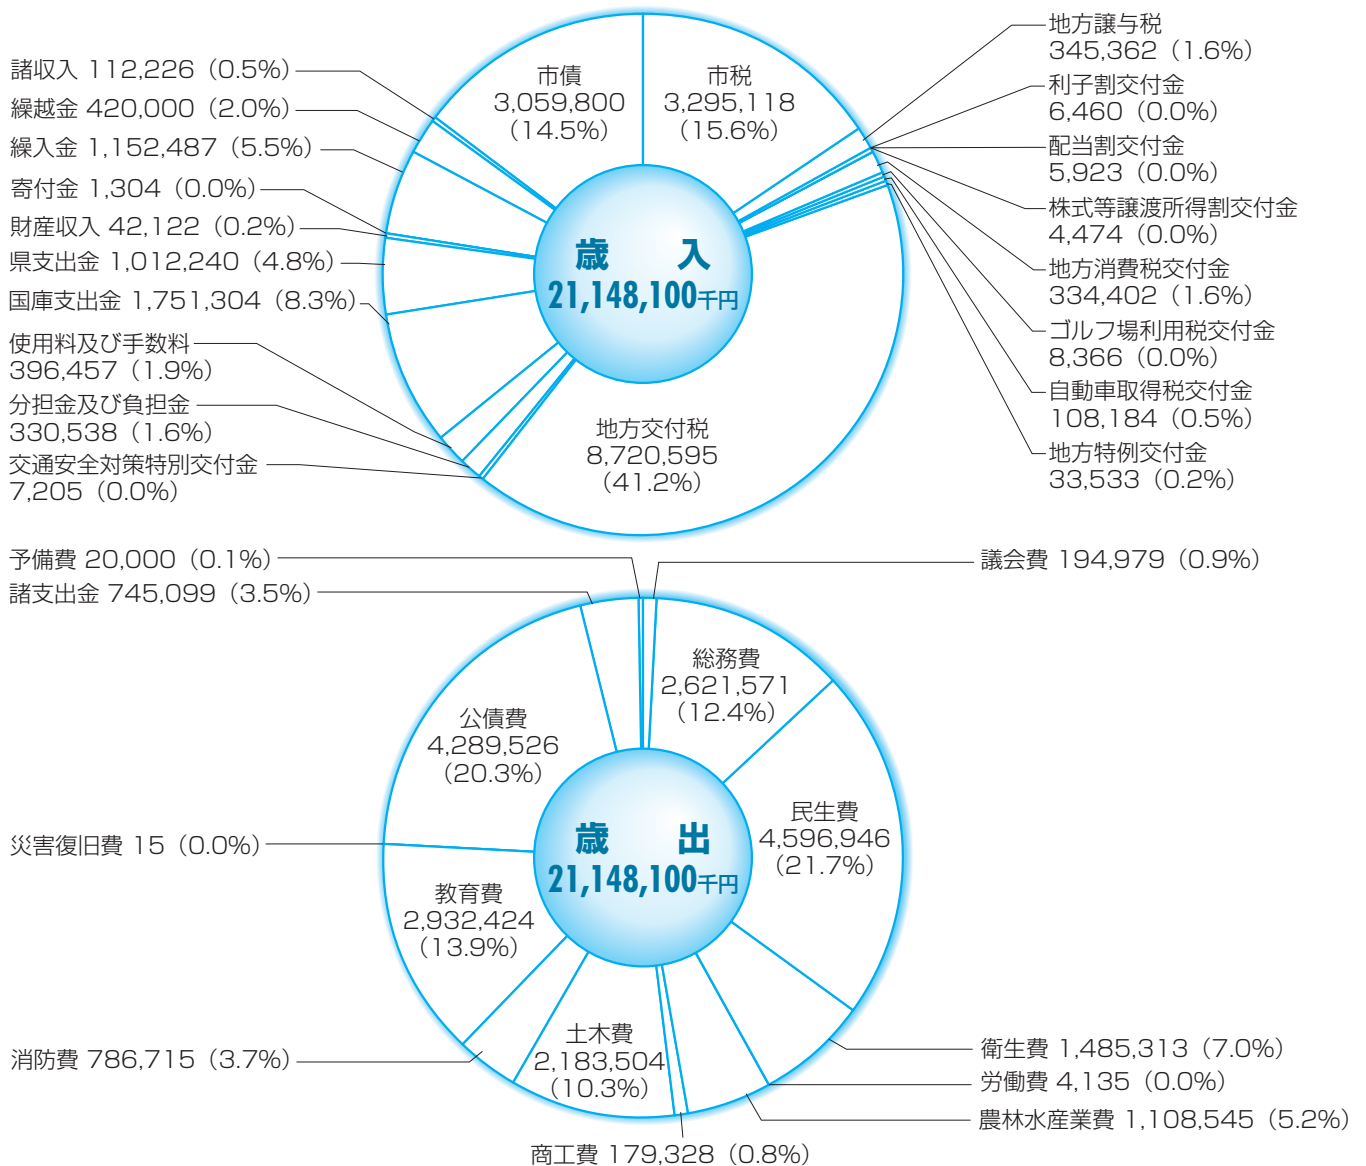 市債
3,059,800
(14.5%)
市税
3,295,118
(15.6%)
地方譲与税
345,362（1.6%）
利子割交付金
6,460（0.0%）
配当割交付金
5,923（0.0%）
株式等譲渡所得割交付金
4,474（0.0%）
地方消費税交付金
334,402（1.6%）
ゴルフ場利用税交付金
8,366（0.0%）
自動車取得税交付金
108,184（0.5%）
地方特例交付金
33,533（0.2%）
諸収入 112,226（0.5%）
繰越金 420,000（2.0%）
繰入金 1,152,487（5.5%）
寄付金 1,304（0.0%）
財産収入 42,122（0.2%）
県支出金 1,012,240（4.8%）
国庫支出金 1,751,304（8.3%）
使用料及び手数料
396,457（1.9%）
分担金及び負担金
330,538（1.6%）
交通安全対策特別交付金
7,205（0.0%）
歳　入
21,148,100千円
地方交付税
8,720,595
（41.2%）
予備費 20,000（0.1%）
諸支出金 745,099（3.5%）
議会費 194,979（0.9%）
総務費
2,621,571
（12.4%）
公債費
4,289,526
（20.3%）
民生費
4,596,946
（21.7%）
歳　出
21,148,100千円
災害復旧費 15（0.0%）
教育費
2,932,424
（13.9%）
土木費
2,183,504
（10.3%）
消防費 786,715（3.7%）
衛生費 1,485,313（7.0%）
労働費 4,135（0.0%）
農林水産業費 1,108,545（5.2%）
商工費 179,328（0.8%）